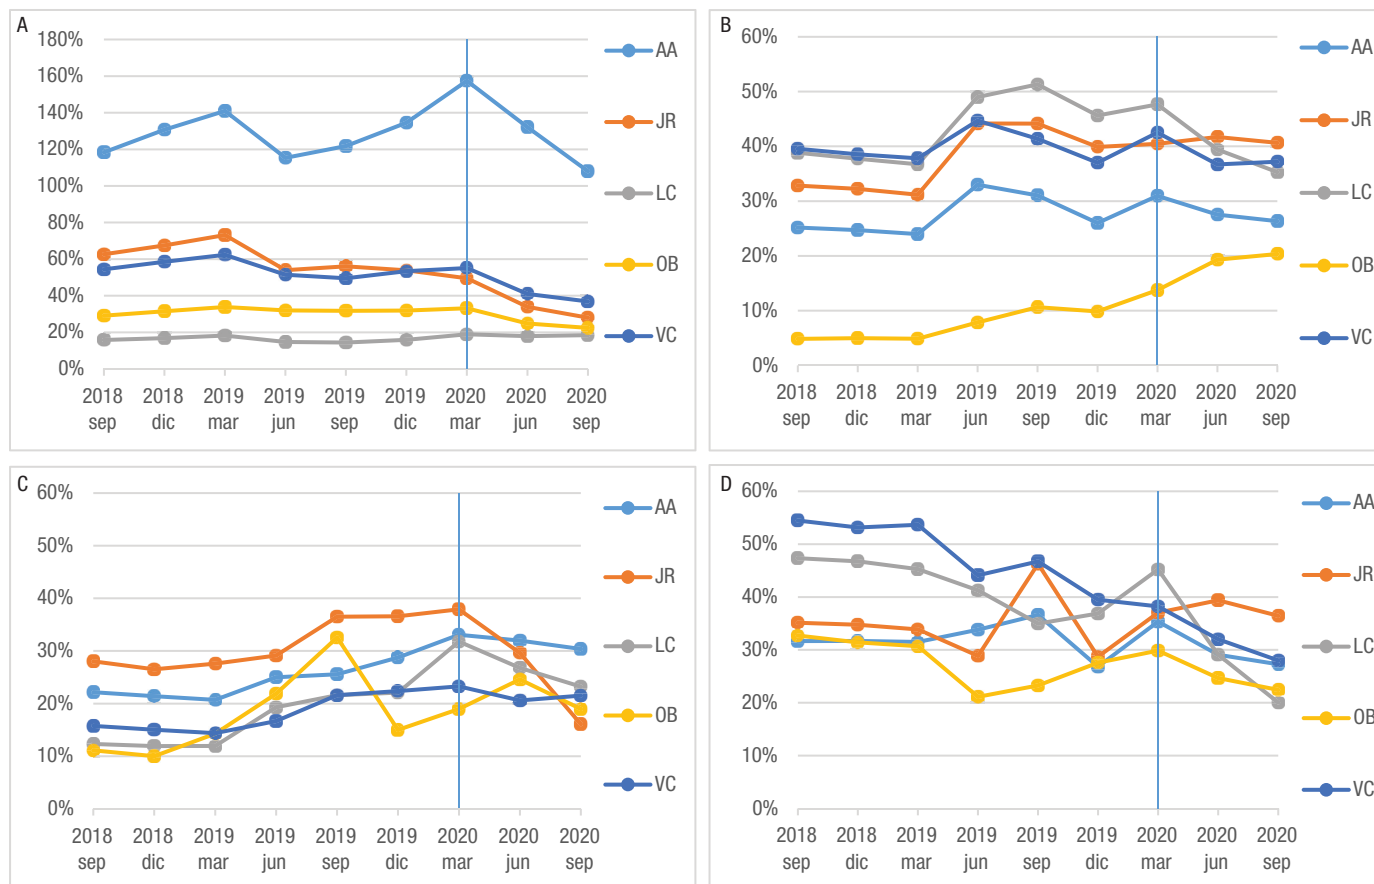 A
180%
160%
140%
120%
100%
80%
60%
40%
20%
0%
2018 2018 2019 2019 2019 2019 2020 2020 2020
sep dic mar jun sep dic mar jun sep
AA
JR
LC
OB
VC
B
60%
50%
40%
30%
20%
10%
0%
2018 2018 2019 2019 2019 2019 2020 2020 2020
sep dic mar jun sep dic mar jun sep
AA
JR
LC
OB
VC
C
60%
50%
40%
30%
20%
10%
0%
2018 2018 2019 2019 2019 2019 2020 2020 2020
sep dic mar jun sep dic mar jun sep
AA
JR
LC
OB
VC
D
60%
50%
40%
30%
20%
10%
0%
2018 2018 2019 2019 2019 2019 2020 2020 2020
sep dic mar jun sep dic mar jun sep
AA
JR
LC
OB
VC